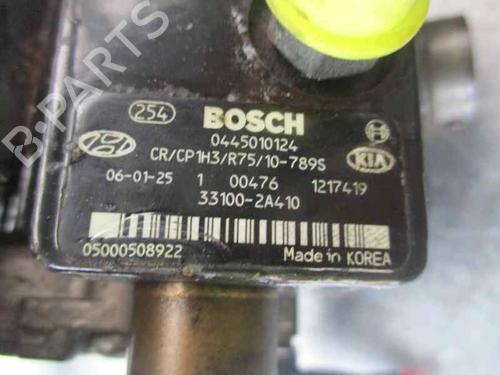 254 BOSCH
0445010124
CR/CP1H3/R75/10-789S
KIA
06-01-25 1 00476 1217419
33100-2A410
05000508922
Made in KOREA
B-PARTS